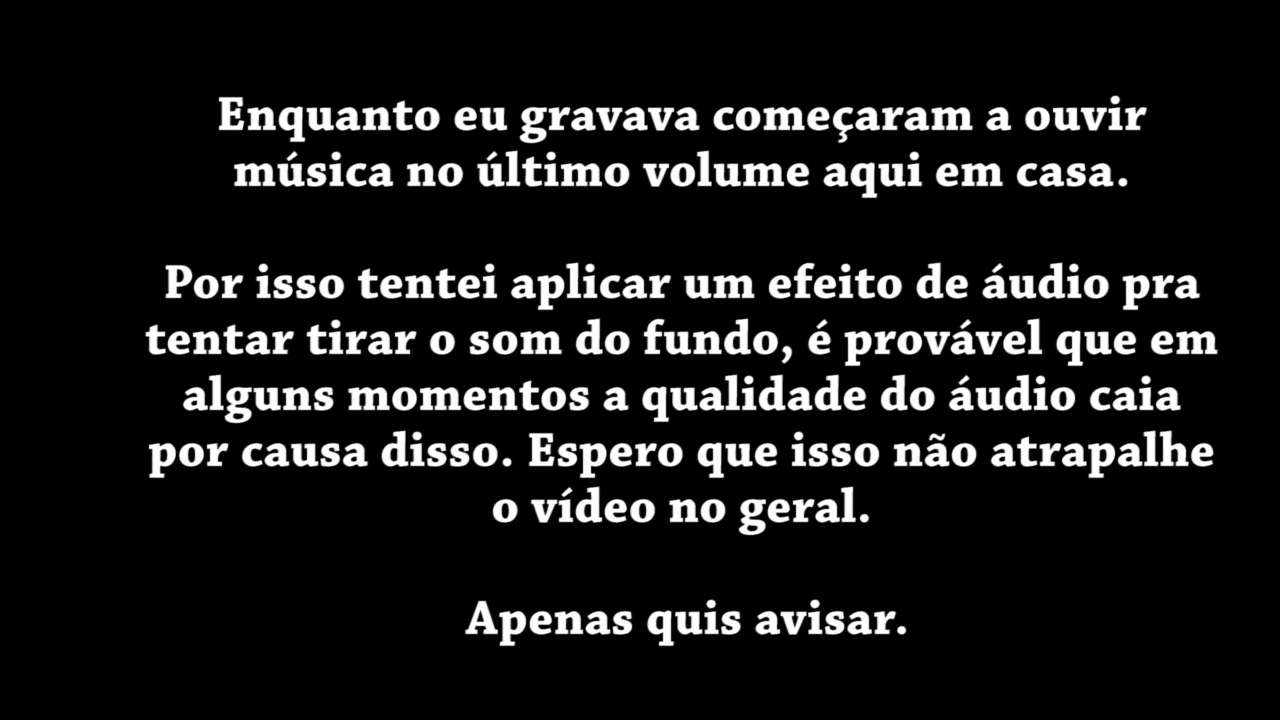 Enquanto eu gravava começaram a ouvir
música no último volume aqui em casa.
Por isso tentei aplicar um efeito de áudio pra
tentar tirar o som do fundo, é provável que em
alguns momentos a qualidade do áudio caia
por causa disso. Espero que isso não atrapalhe
o vídeo no geral.
Apenas quis avisar.